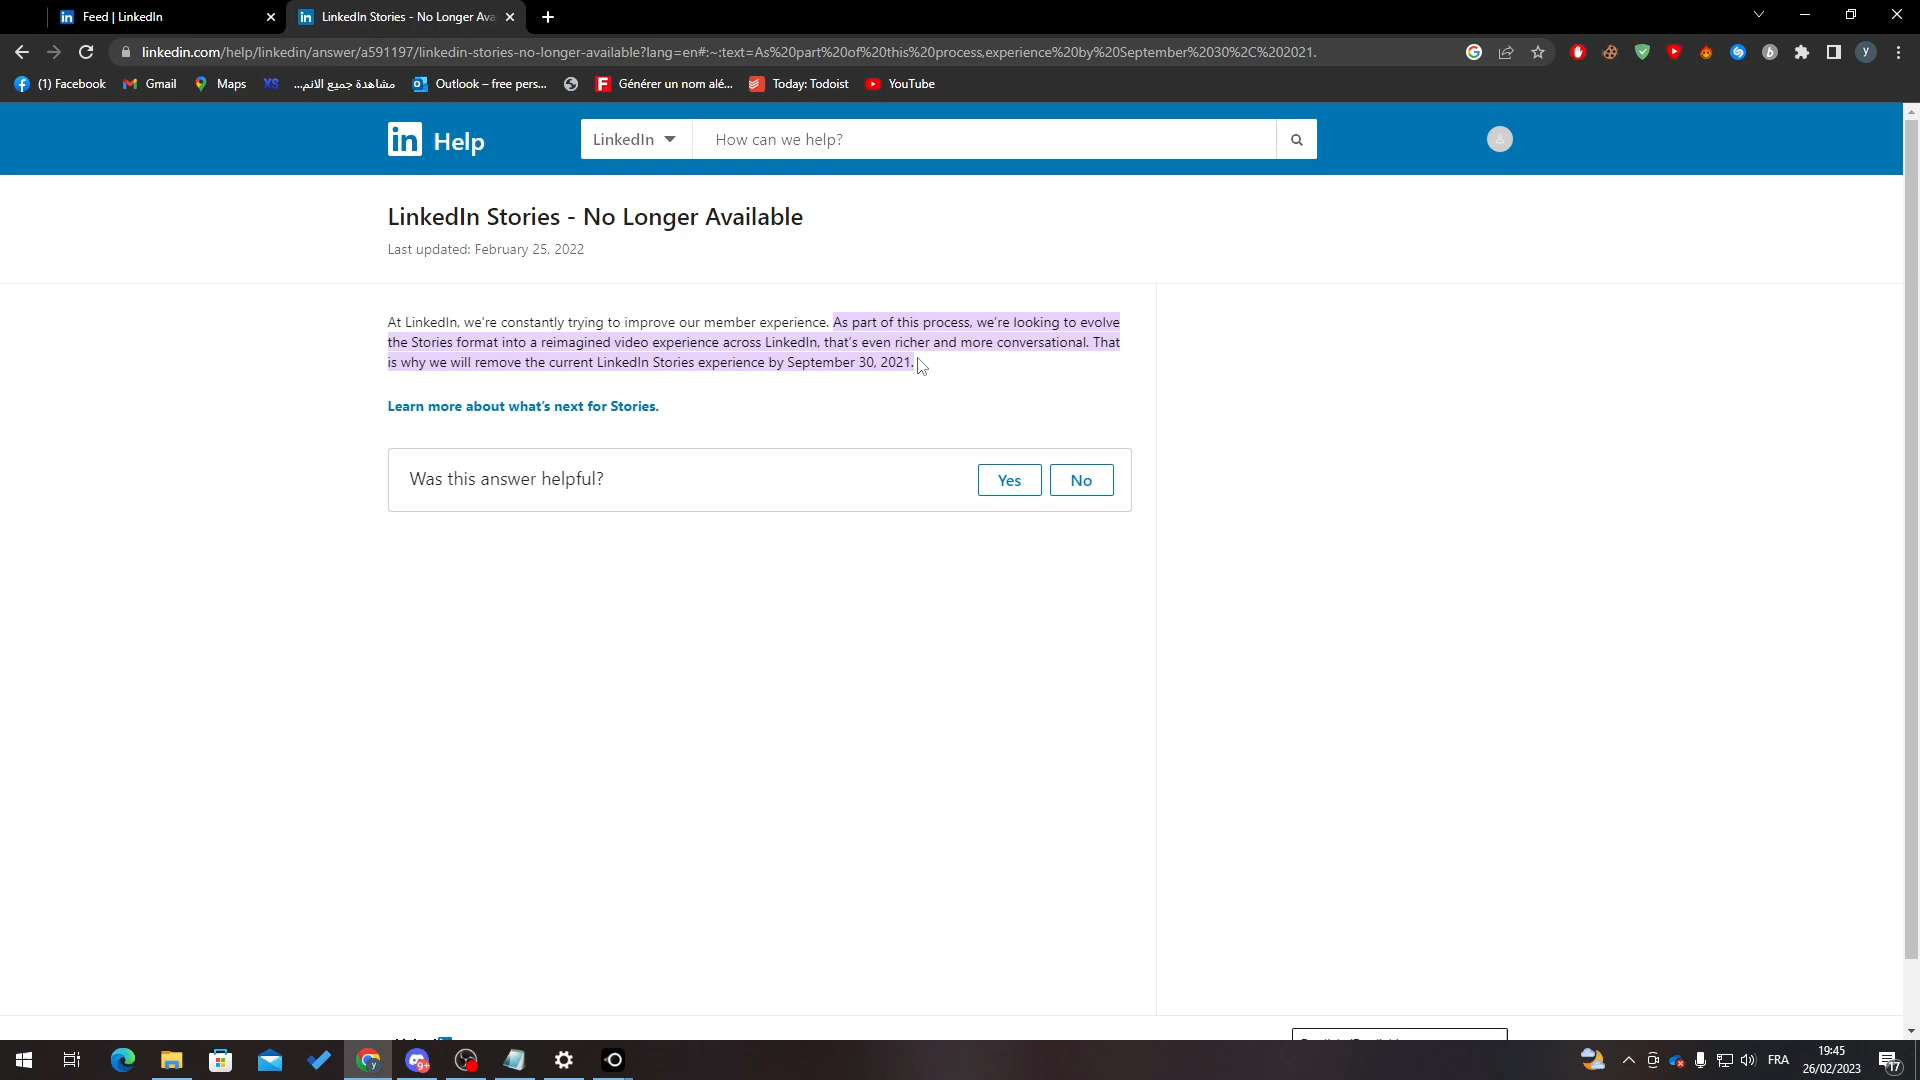 Feed | LinkedIn
LinkedIn Stories - No Longer Ava
linkedin.com/help/linkedin/answer/a591197/linkedin-stories-no-longer-available?lang=en#:~:text=As%20part%20of%20this%20process,experience%20by%20September%2030%2C%202021.
(1) Facebook
Gmail
Maps
XS
مشاهدة جميع الانم...
Outlook – free pers...
Générer un nom alé...
Today: Todoist
YouTube
in Help
LinkedIn
How can we help?
LinkedIn Stories - No Longer Available
Last updated: February 25, 2022
At LinkedIn, we're constantly trying to improve our member experience. As part of this process, we're looking to evolve
the Stories format into a reimagined video experience across LinkedIn, that's even richer and more conversational. That
is why we will remove the current LinkedIn Stories experience by September 30, 2021.
Learn more about what's next for Stories.
Was this answer helpful?
Yes
No
FRA
19:45
26/02/2023
17
9+